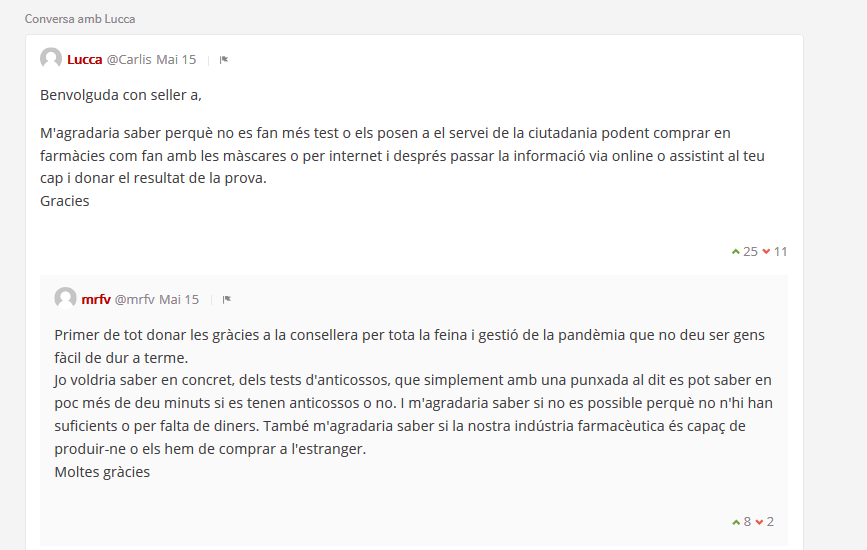 Conversa amb Lucca
Lucca @Carlis Mai 15
Benvolguda con seller a,
M'agradaria saber perquè no es fan més test o els posen a el servei de la ciutadania podent comprar en
farmàcies com fan amb les màscares o per internet i després passar la informació via online o assistint al teu
cap i donar el resultat de la prova.
Gracies
25 11
mrfv @mrfv Mai 15
Primer de tot donar les gràcies a la consellera per tota la feina i gestió de la pandèmia que no deu ser gens
fàcil de dur a terme.
Jo voldria saber en concret, dels tests d'anticossos, que simplement amb una punxada al dit es pot saber en
poc més de deu minuts si es tenen anticossos o no. I m'agradaria saber si no es possible perquè no n'hi han
suficients o per falta de diners. També m'agradaria saber si la nostra indústria farmacèutica és capaç de
produir-ne o els hem de comprar a l'estranger.
Moltes gràcies
8 2